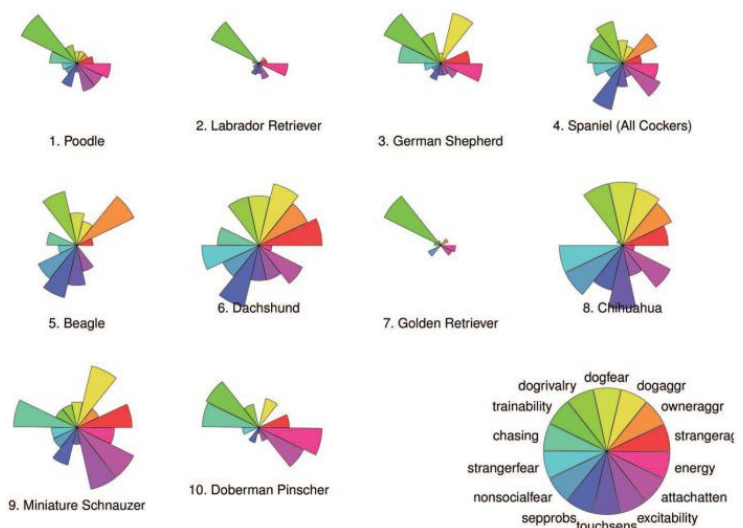 1. Poodle
2. Labrador Retriever
3. German Shepherd
4. Spaniel (All Cockers)
5. Beagle
6. Dachshund
7. Golden Retriever
8. Chihuahua
9. Miniature Schnauzer
10. Doberman Pinscher
dogfear
dogrivalry
dogaggr
trainability
owneraggr
chasing
strangerag
strangerfear
energy
nonsocialfear
attachatten
sepprobs
excitability
touchsens